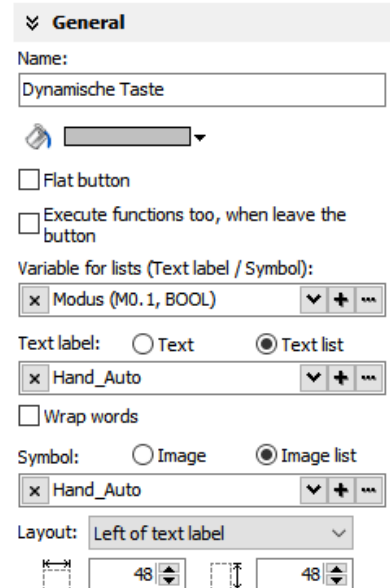 General
Name:
Dynamische Taste
Flat button
Execute functions too, when leave the
button
Variable for lists (Text label / Symbol):
Modus (M0.1, BOOL)
Text label: Text Text list
Hand_Auto
Wrap words
Symbol: Image Image list
Hand_Auto
Layout: Left of text label
48 48